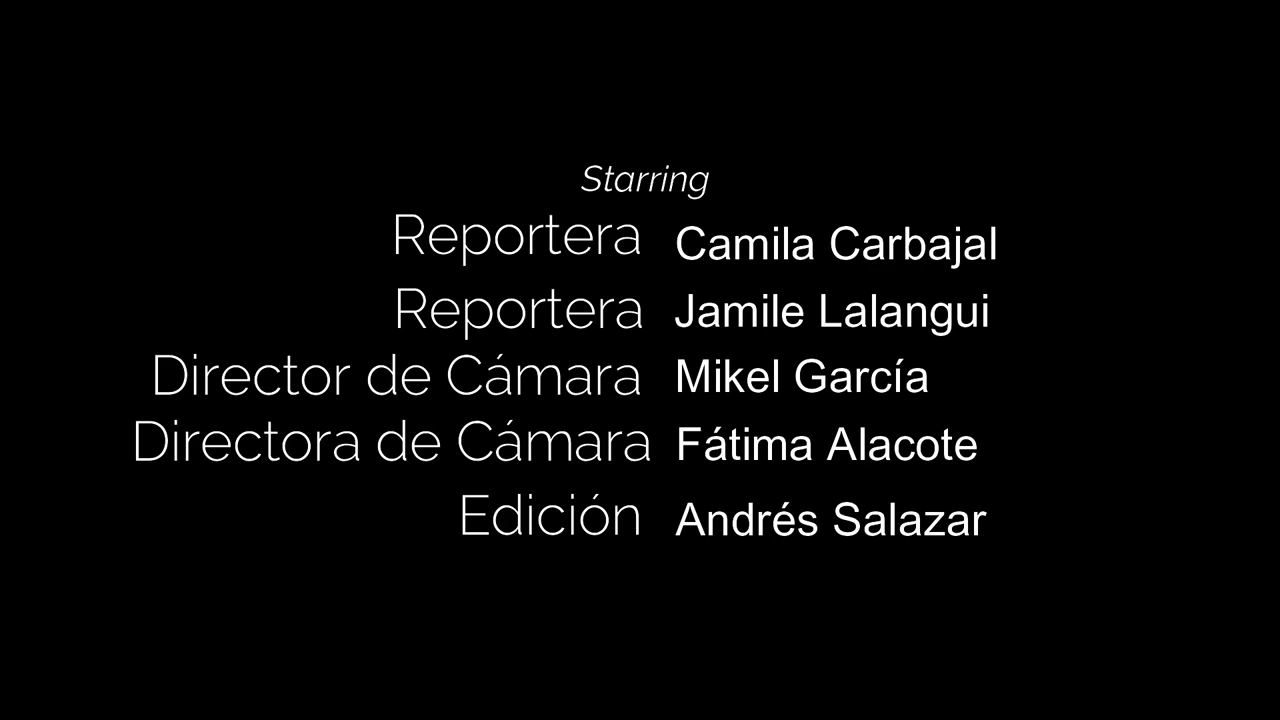 Starring
Reportera Camila Carbajal
Reportera Jamile Lalangui
Director de Cámara Mikel García
Directora de Cámara Fátima Alacote
Edición Andrés Salazar